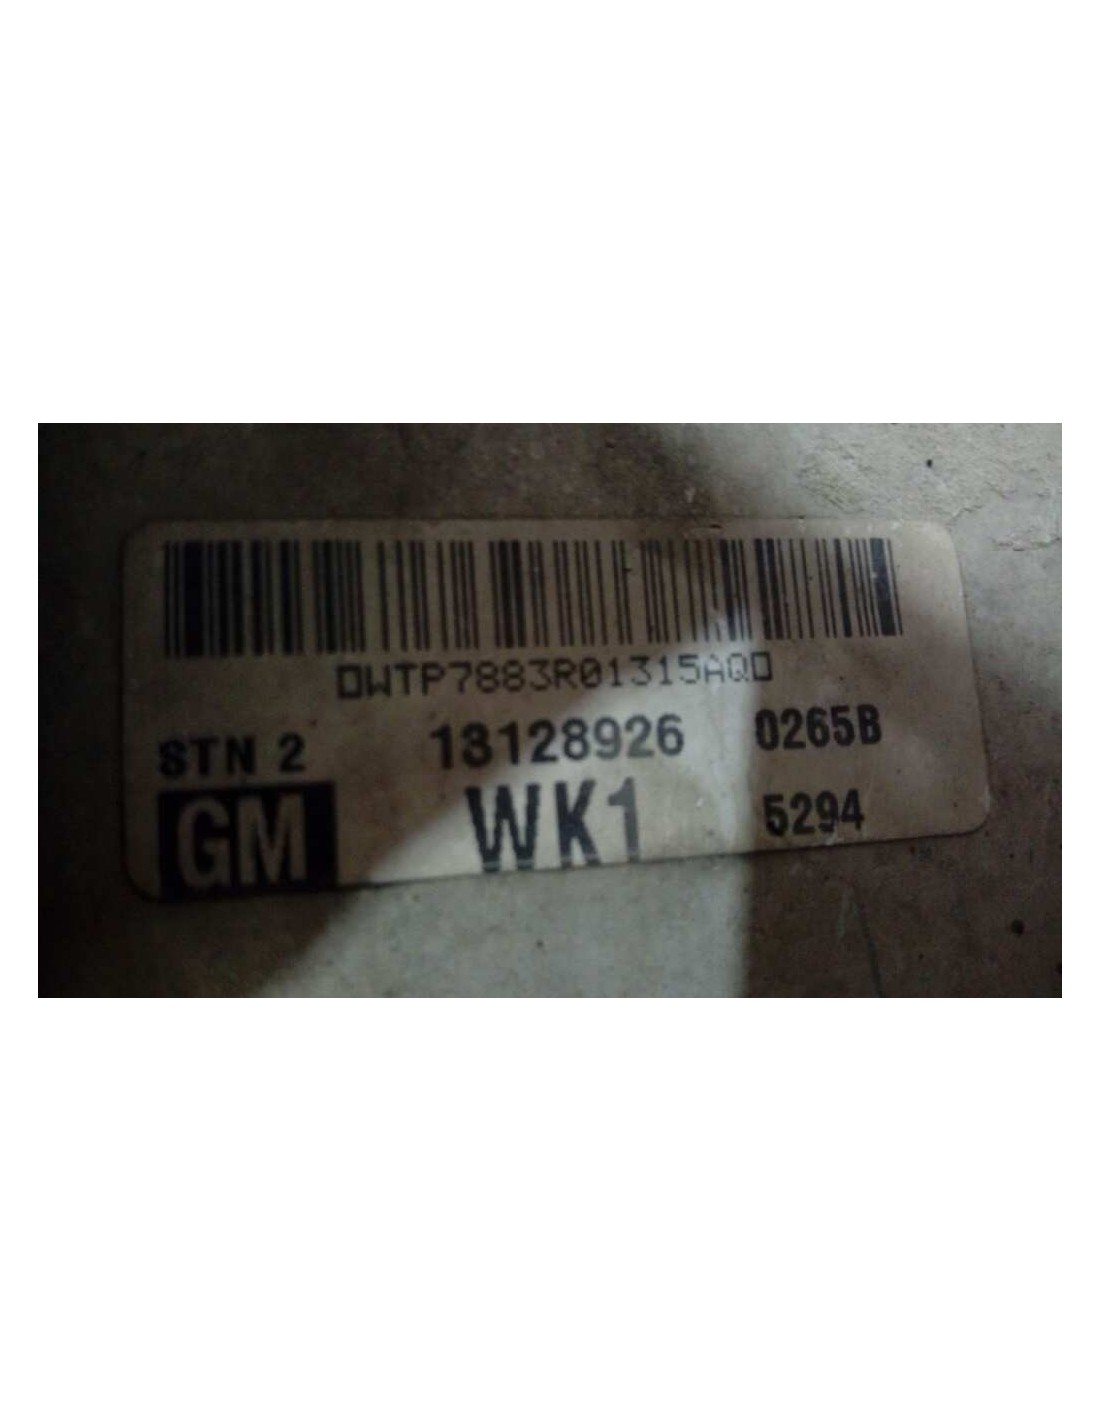 DWTP7883R01315AQD
STN 2 13128926 0265B
GM WK1 5294